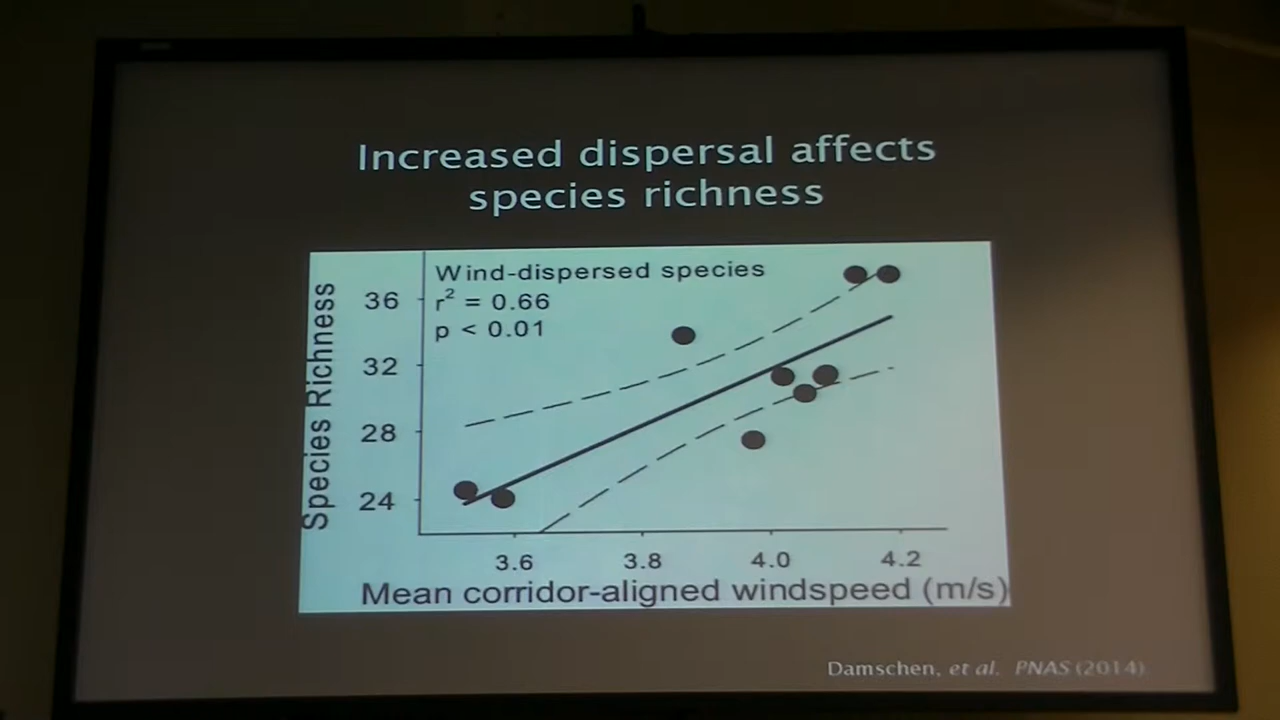 Increased dispersal affects
species richness
Wind-dispersed species
r² = 0.66
p < 0.01
Species Richness
36
32
28
24
3.6 3.8 4.0 4.2
Mean corridor-aligned windspeed (m/s)
Damschen, et al. PNAS (2014)